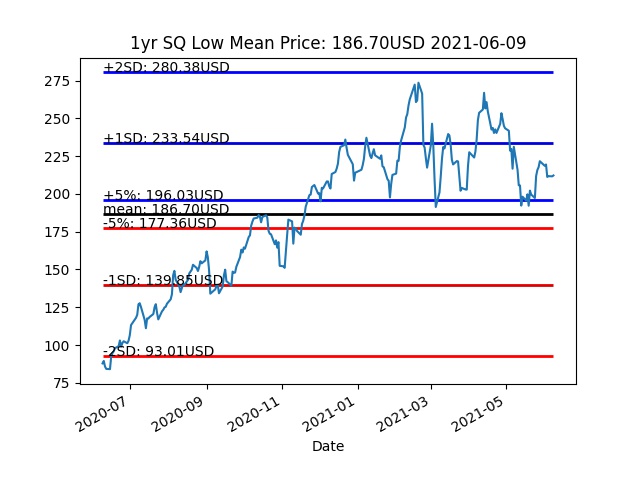 1yr SQ Low Mean Price: 186.70USD 2021-06-09
+2SD: 280.38USD
+1SD: 233.54USD
+5%: 196.03USD
mean: 186.70USD
-5%: 177.36USD
-1SD: 139.85USD
-2SD: 93.01USD
275
250
225
200
175
150
125
100
75
2020-07
2020-09
2020-11
2021-01
2021-03
2021-05
Date